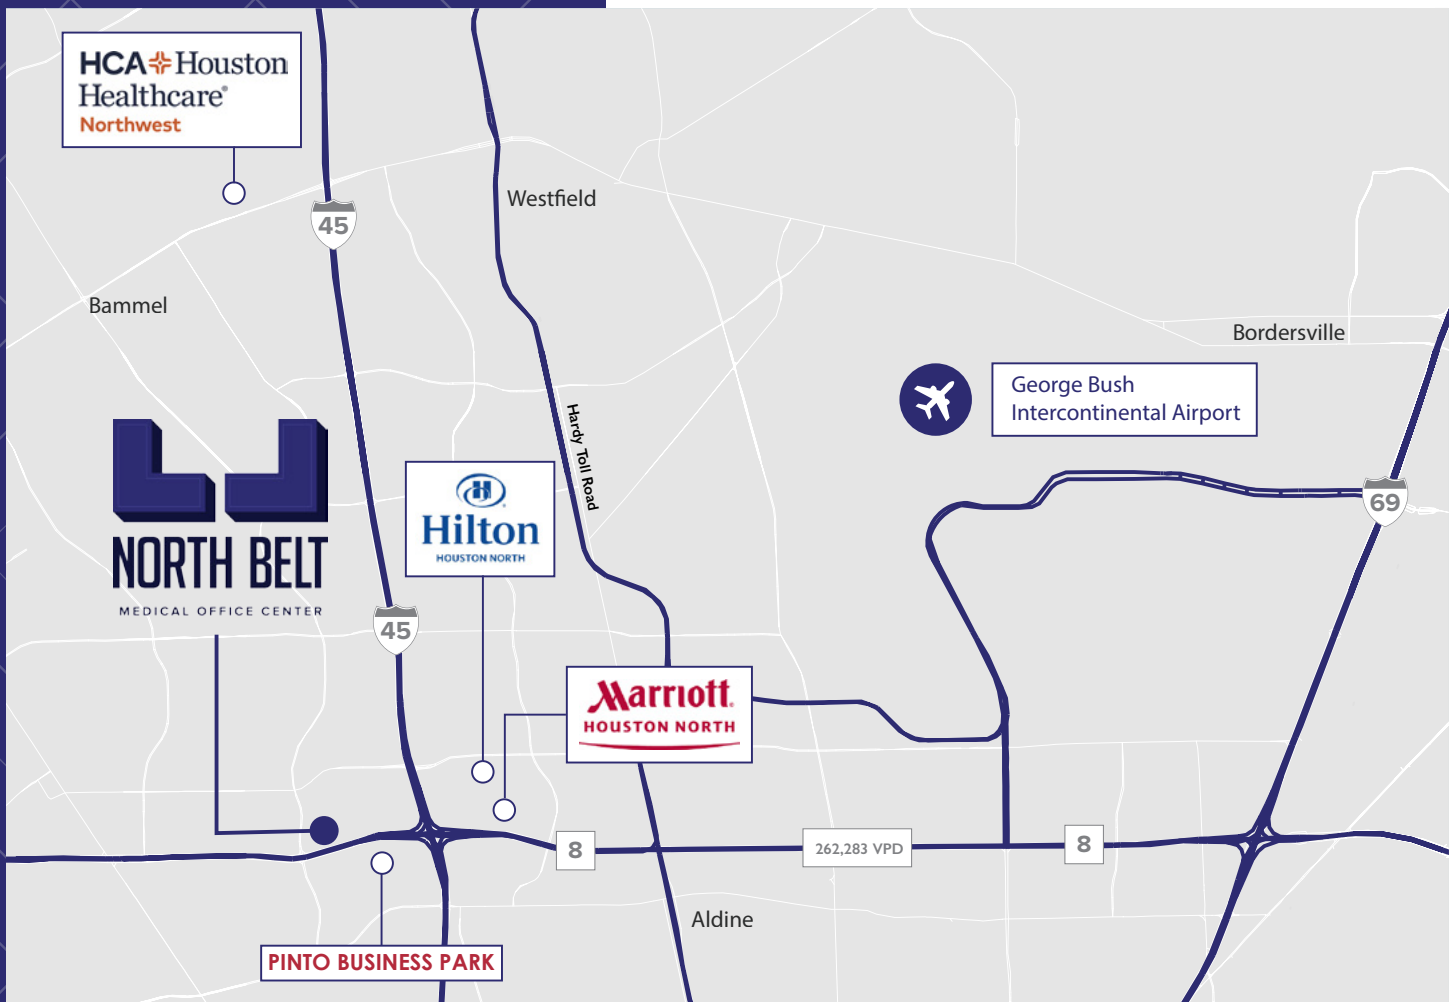 HCA Houston
Healthcare®
Northwest
45
Westfield
Bammel
Bordersville
George Bush
Intercontinental Airport
Hardy Toll Road
Hilton
HOUSTON NORTH
69
NORTH BELT
MEDICAL OFFICE CENTER
45
Marriott.
HOUSTON NORTH
8
262,283 VPD
8
Aldine
PINTO BUSINESS PARK